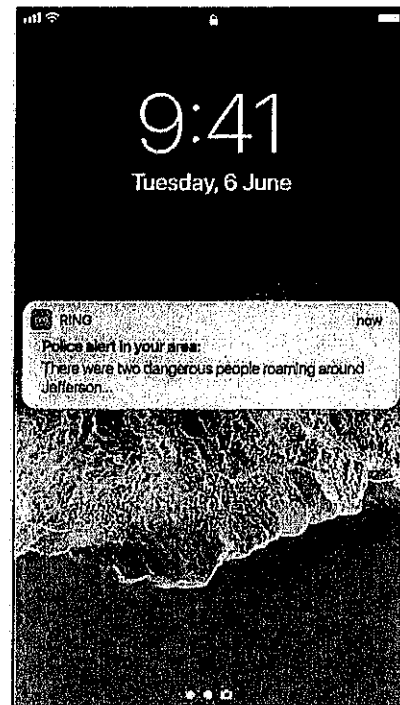 9:41
Tuesday, 6 June
RING now
Police alert in your area:
There were two dangerous people roaming around
Jefferson...